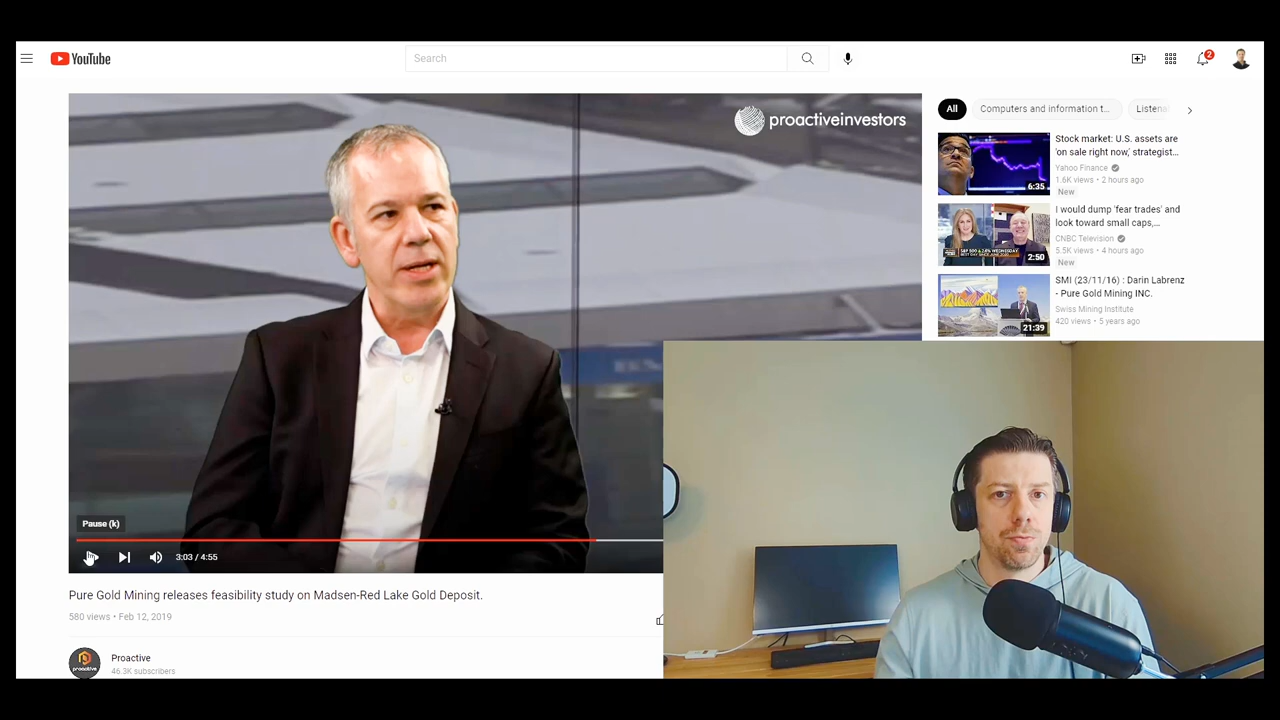 YouTube
Search
2
proactiveinvestors
Pause (k)
3:03 / 4:55
Pure Gold Mining releases feasibility study on Madsen-Red Lake Gold Deposit.
580 views • Feb 12, 2019
proactive
Proactive
46.3K subscribers
All
Computers and information t...
Listena
Stock market: U.S. assets are
'on sale right now,' strategist...
Yahoo Finance
1.6K views • 2 hours ago
New
6:35
I would dump 'fear trades' and
look toward small caps,...
CNBC Television
5.5K views • 4 hours ago
New
2:50
SMI (23/11/16) : Darin Labrenz
- Pure Gold Mining INC.
Swiss Mining Institute
420 views • 5 years ago
21:39